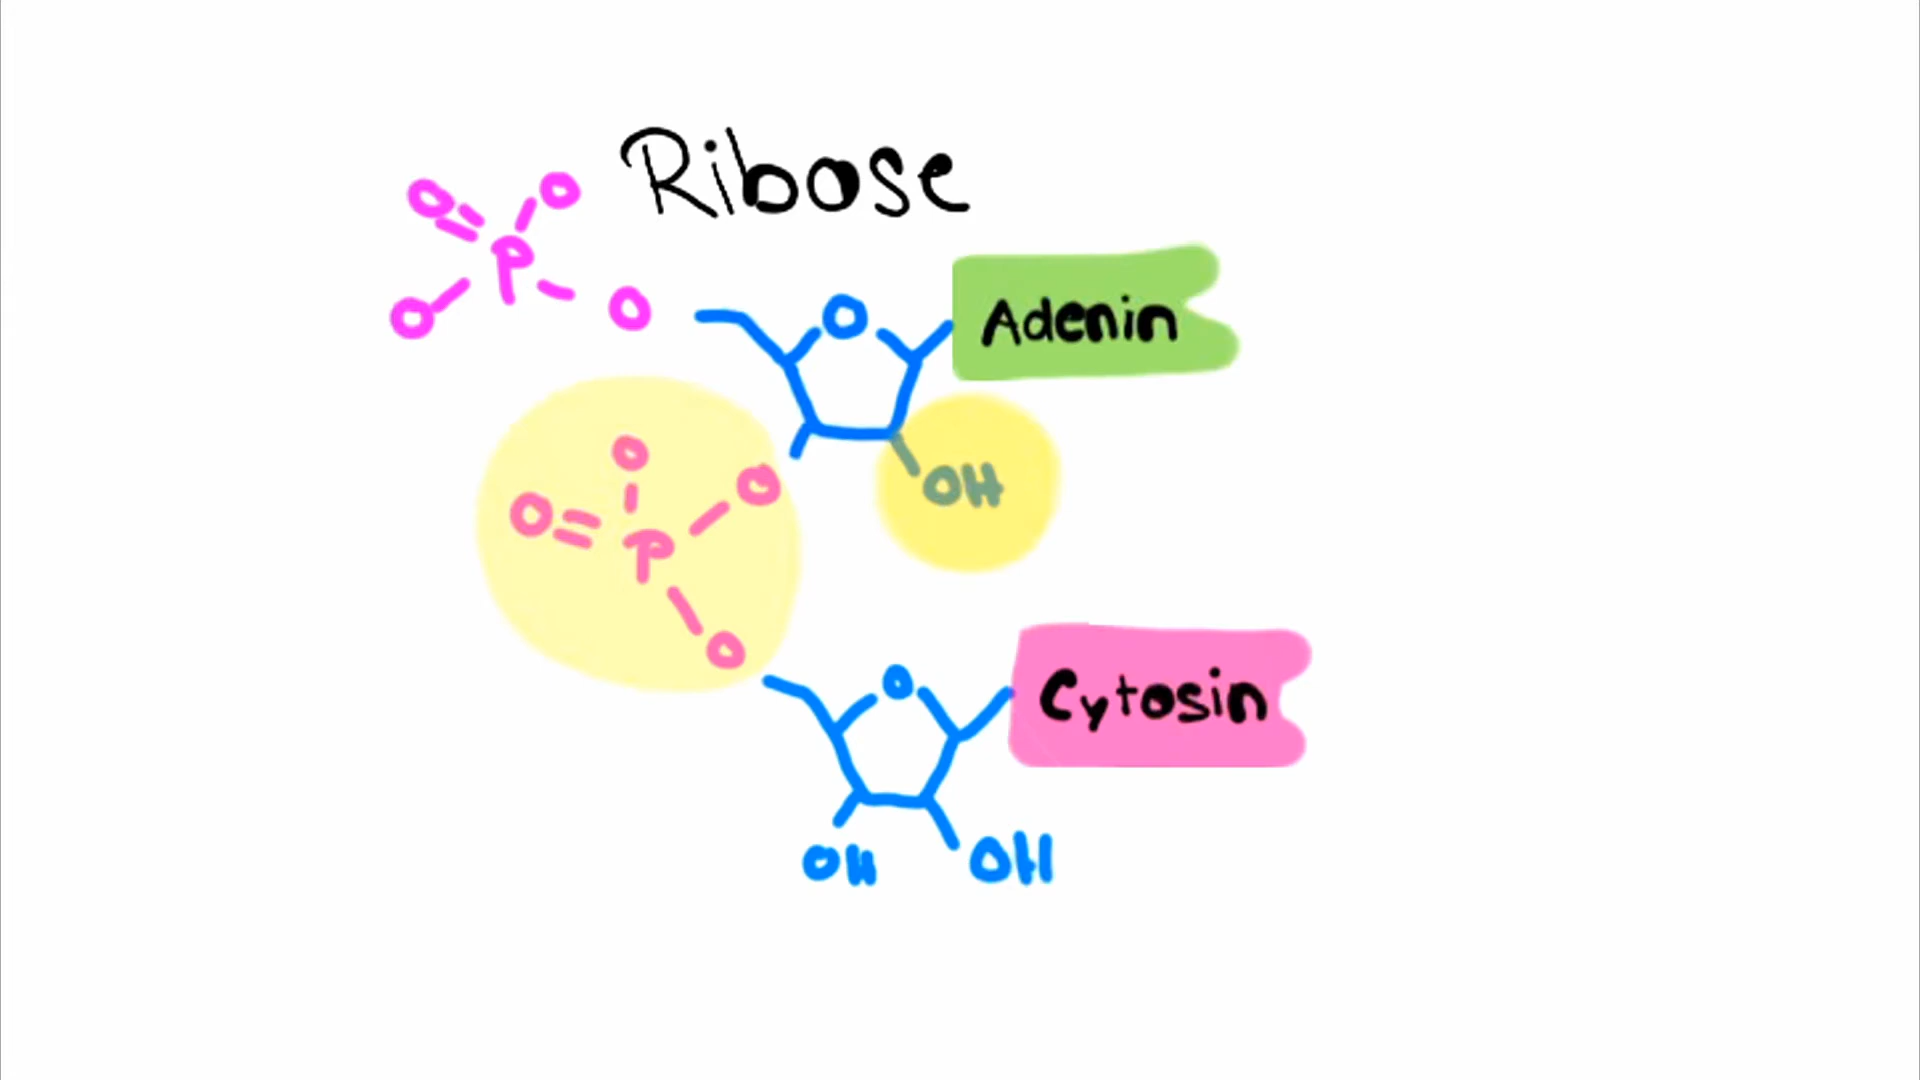 Ribose
O O
P
O O
O
Adenin
O
O OH
O
P
O
O
Cytosin
OH OH